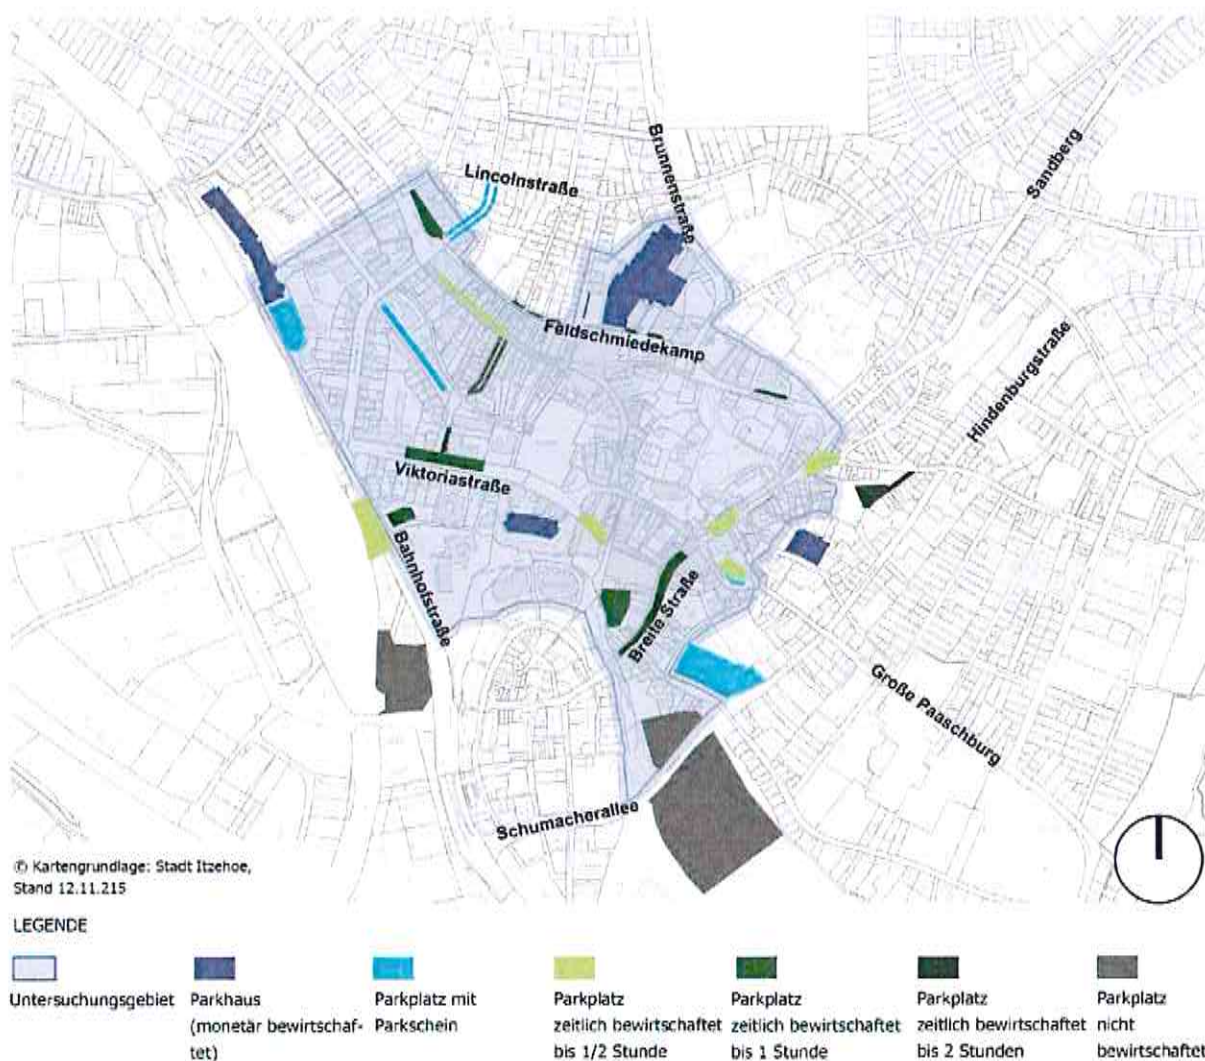 Lincolnstraße
Brunnenstraße
Sandberg
Feldschmiedekamp
Hindenburgstraße
Viktoriastraße
Bahnhofstraße
Breite Straße
Große Paaschburg
Schumacherallee
© Kartengrundlage: Stadt Itzehoe,
Stand 12.11.215
LEGENDE
Untersuchungsgebiet
Parkhaus
(monetär bewirtschaf-
tet)
Parkplatz mit
Parkschein
Parkplatz
zeitlich bewirtschaftet
bis 1/2 Stunde
Parkplatz
zeitlich bewirtschaftet
bis 1 Stunde
Parkplatz
zeitlich bewirtschaftet
bis 2 Stunden
Parkplatz
nicht
bewirtschaftet